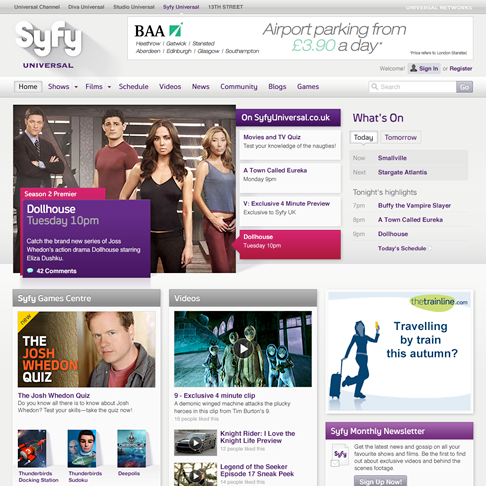 Universal Channel Diva Universal Studio Universal Syfy Universal 13TH STREET UNIVERSAL NETWORKS
Syfy
UNIVERSAL
BAA
Heathrow | Gatwick | Stansted
Aberdeen | Edinburgh | Glasgow | Southampton
Airport parking from
£3.90 a day*
*Price refers to London Stansted
Welcome! Sign In or Register
Home Shows Films Schedule Videos News Community Blogs Games
Search Go
Season 2 Premier
Dollhouse
Tuesday 10pm
Catch the brand new series of Joss
Whedon's action drama Dollhouse starring
Eliza Dushku.
42 Comments
On SyfyUniversal.co.uk
Movies and TV Quiz
Test your knowledge of the naughties!
A Town Called Eureka
Monday 9pm
V: Exclusive 4 Minute Preview
Exclusive to Syfy UK
Dollhouse
Tuesday 10pm
What's On
Today Tomorrow
Now Smallville
Next Stargate Atlantis
Tonight's highlights
7pm Buffy the Vampire Slayer
8pm A Town Called Eureka
9pm Dollhouse
Today's Schedule
Syfy Games Centre
new
THE
JOSH
WHEDON
QUIZ
The Josh Whedon Quiz
Do you know all there is to know about Josh
Whedon? Test your skills—take the quiz now!
Thunderbirds
Docking Station
Thunderbirds
Sudoku
Deepolis
Videos
9 - Exclusive 4 minute clip
A demonic winged machine attacks the plucky
heroes in this clip from Tim Burton's 9
16 people like this
Knight Rider: I Love the
Knight Life Preview
13 people like this
Legend of the Seeker
Episode 17 Sneak Peek
14 people like this
thetrainline.com
Travelling
by train
this autumn?
Syfy Monthly Newsletter
Get the latest news and gossip on all your
favourite shows and films. Be the first to find
out about exclusive videos and behind the
scenes footage.
Sign Up Now!